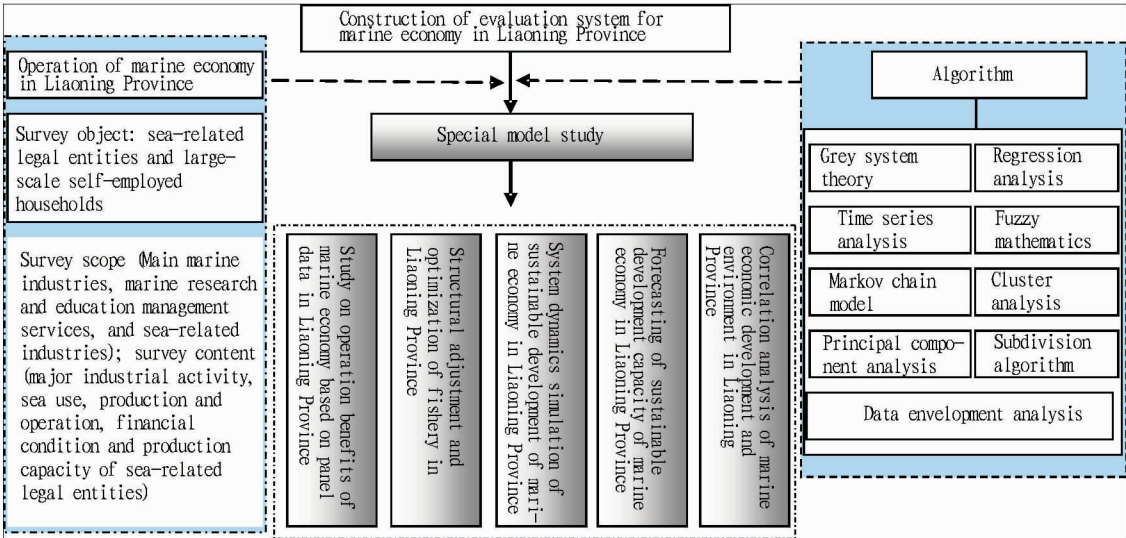 Construction of evaluation system for
marine economy in Liaoning Province
Operation of marine economy
in Liaoning Province
Survey object: sea-related
legal entities and large-
scale self-employed
households
Survey scope (Main marine
industries, marine research
and education management
services, and sea-related
industries); survey content
(major industrial activity,
sea use, production and
operation, financial
condition and production
capacity of sea-related
legal entities)
Special model study
Study on operation benefits of
marine economy based on panel
data in Liaoning Province
Structural adjustment and
optimization of fishery in
Liaoning Province
System dynamics simulation of
sustainable development of mari-
ne economy in Liaoning Province
Forecasting of sustainable
development capacity of marine
economy in Liaoning Province
Correlation analysis of marine
economic development and
environment in Liaoning
Province
Algorithm
Grey system
theory
Regression
analysis
Time series
analysis
Fuzzy
mathematics
Markov chain
model
Cluster
analysis
Principal compo-
nent analysis
Subdivision
algorithm
Data envelopment analysis